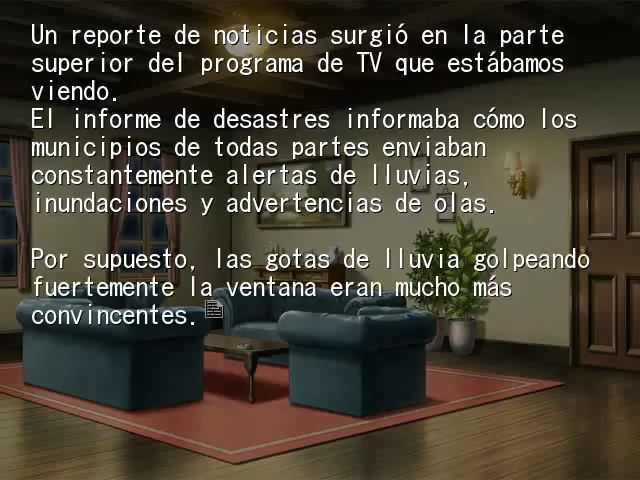 Un reporte de noticias surgió en la parte
superior del programa de TV que estábamos
viendo.
El informe de desastres informaba cómo los
municipios de todas partes enviaban
constantemente alertas de lluvias,
inundaciones y advertencias de olas.
Por supuesto, las gotas de lluvia golpeando
fuertemente la ventana eran mucho más
convincentes.